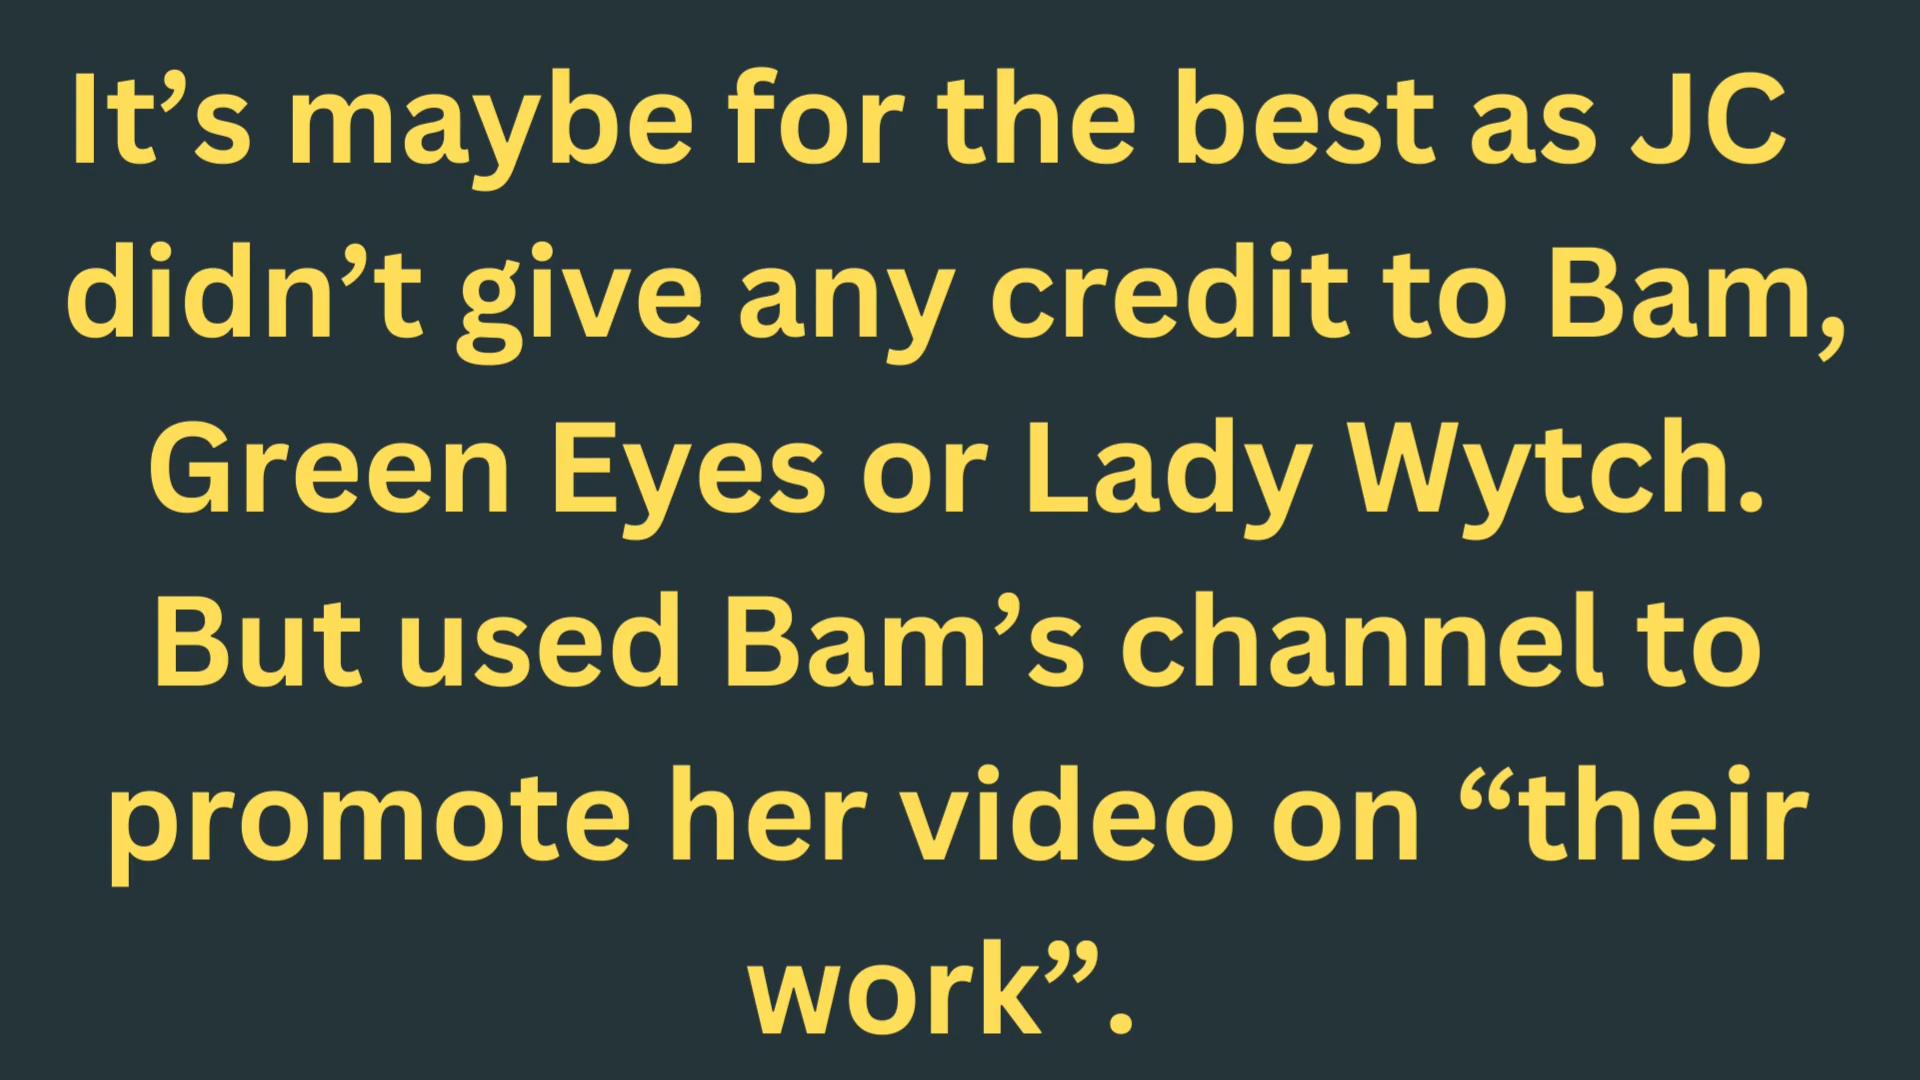 It’s maybe for the best as JC
didn’t give any credit to Bam,
Green Eyes or Lady Wytch.
But used Bam’s channel to
promote her video on “their
work”.